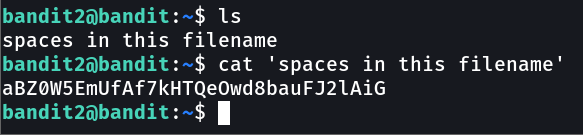 bandit2@bandit:~$ ls
spaces in this filename
bandit2@bandit:~$ cat 'spaces in this filename'
aBZ0W5EmUfAf7kHTQeOwd8bauFJ2lAiG
bandit2@bandit:~$